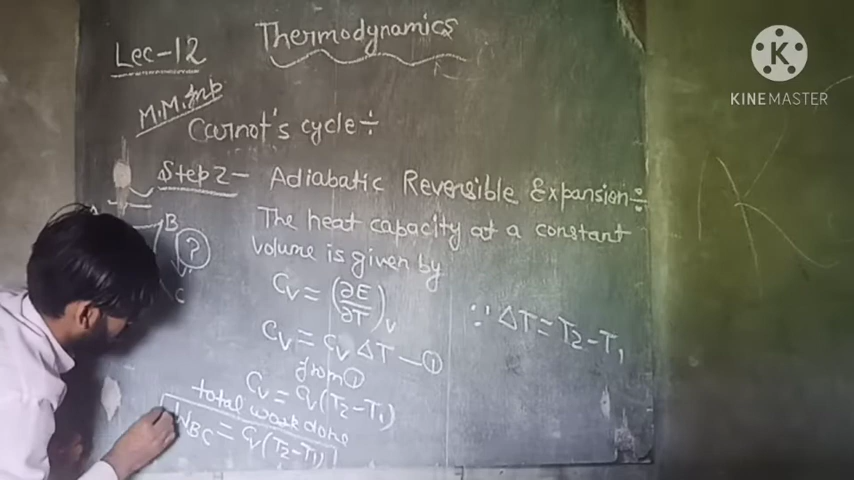 Lec-12
Thermodynamics
KINEMASTER
M.M.Imp
Carnot's cycle÷
Step 2- Adiabatic Reversible Expansion÷
A
B
?
C
The heat capacity at a constant
volume is given by
Cv = (∂E/∂T)v
Cv = Cv ΔT —①
∵ ΔT = T2 - T1
from ①
Cv = Cv(T2-T1)
total work done
WBC = Cv(T2-T1)